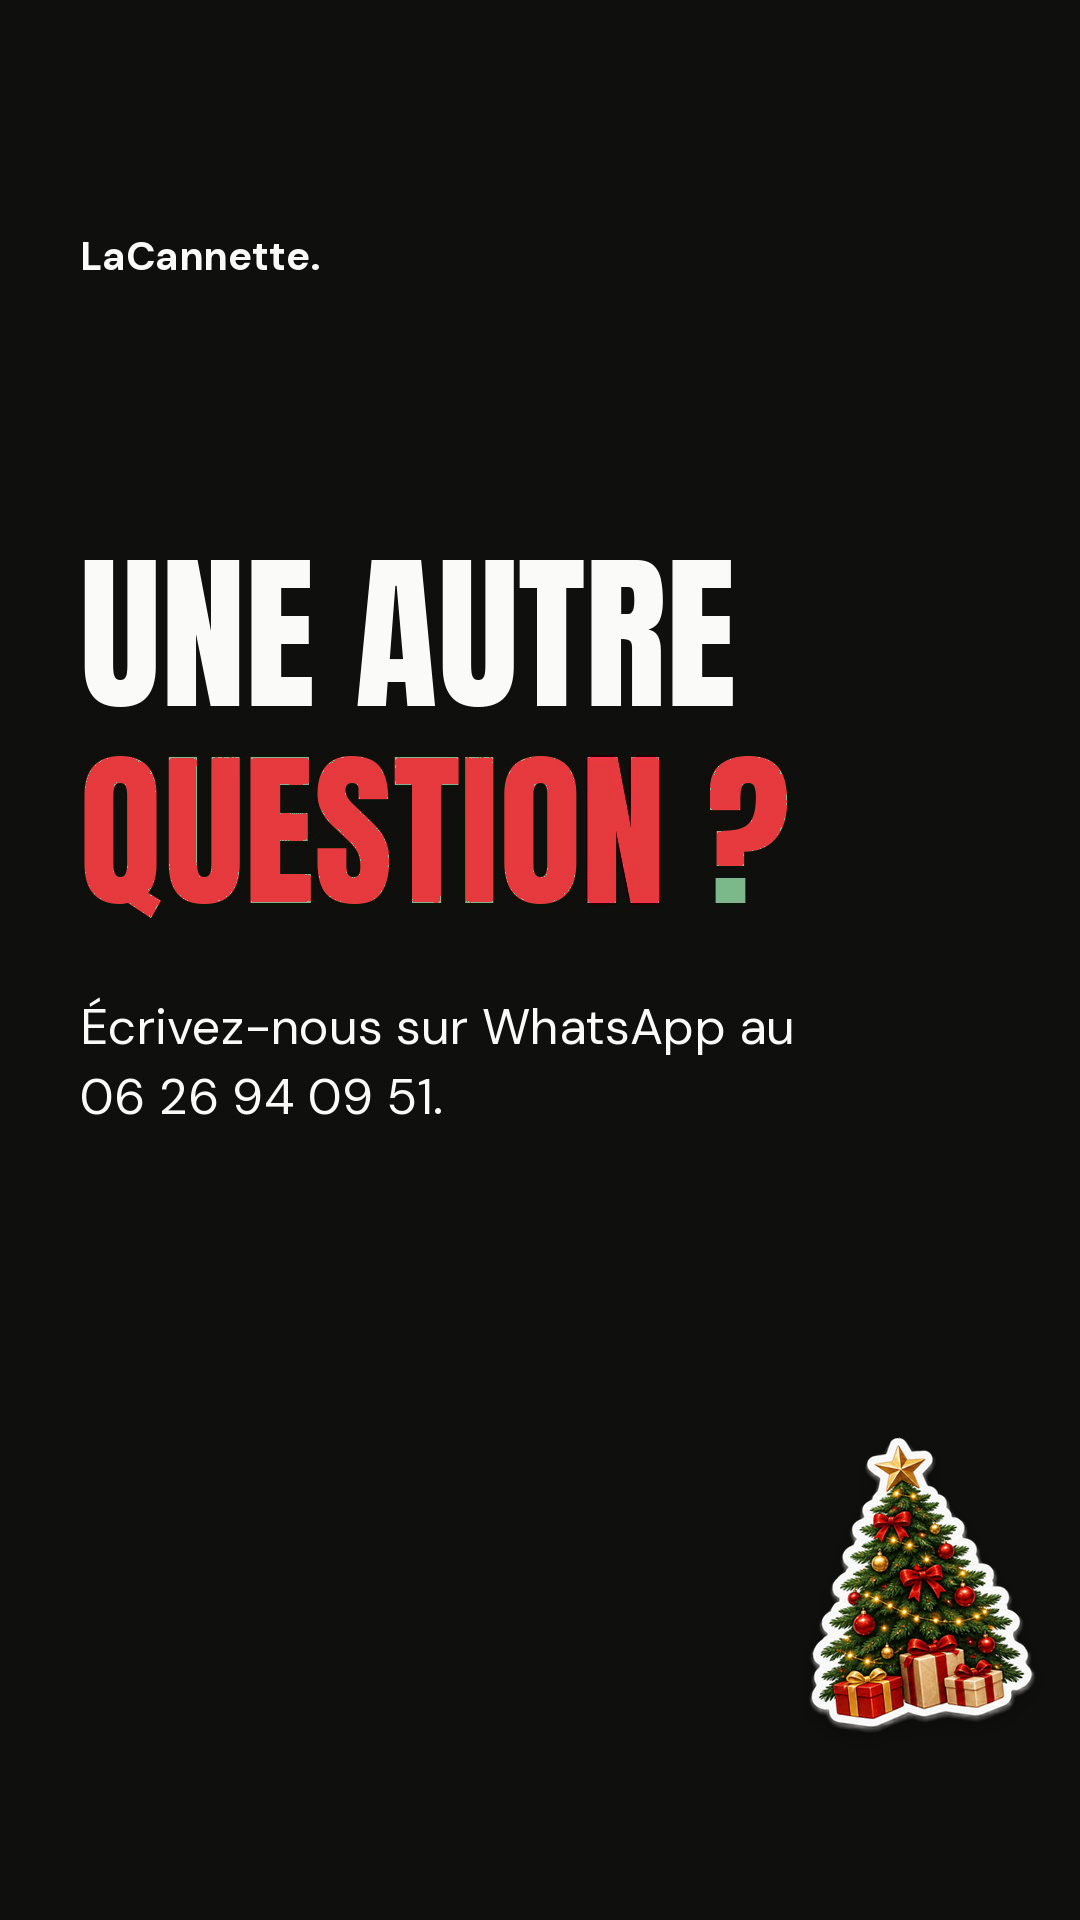 LaCannette.
UNE AUTRE
QUESTION ?
Écrivez-nous sur WhatsApp au
06 26 94 09 51.